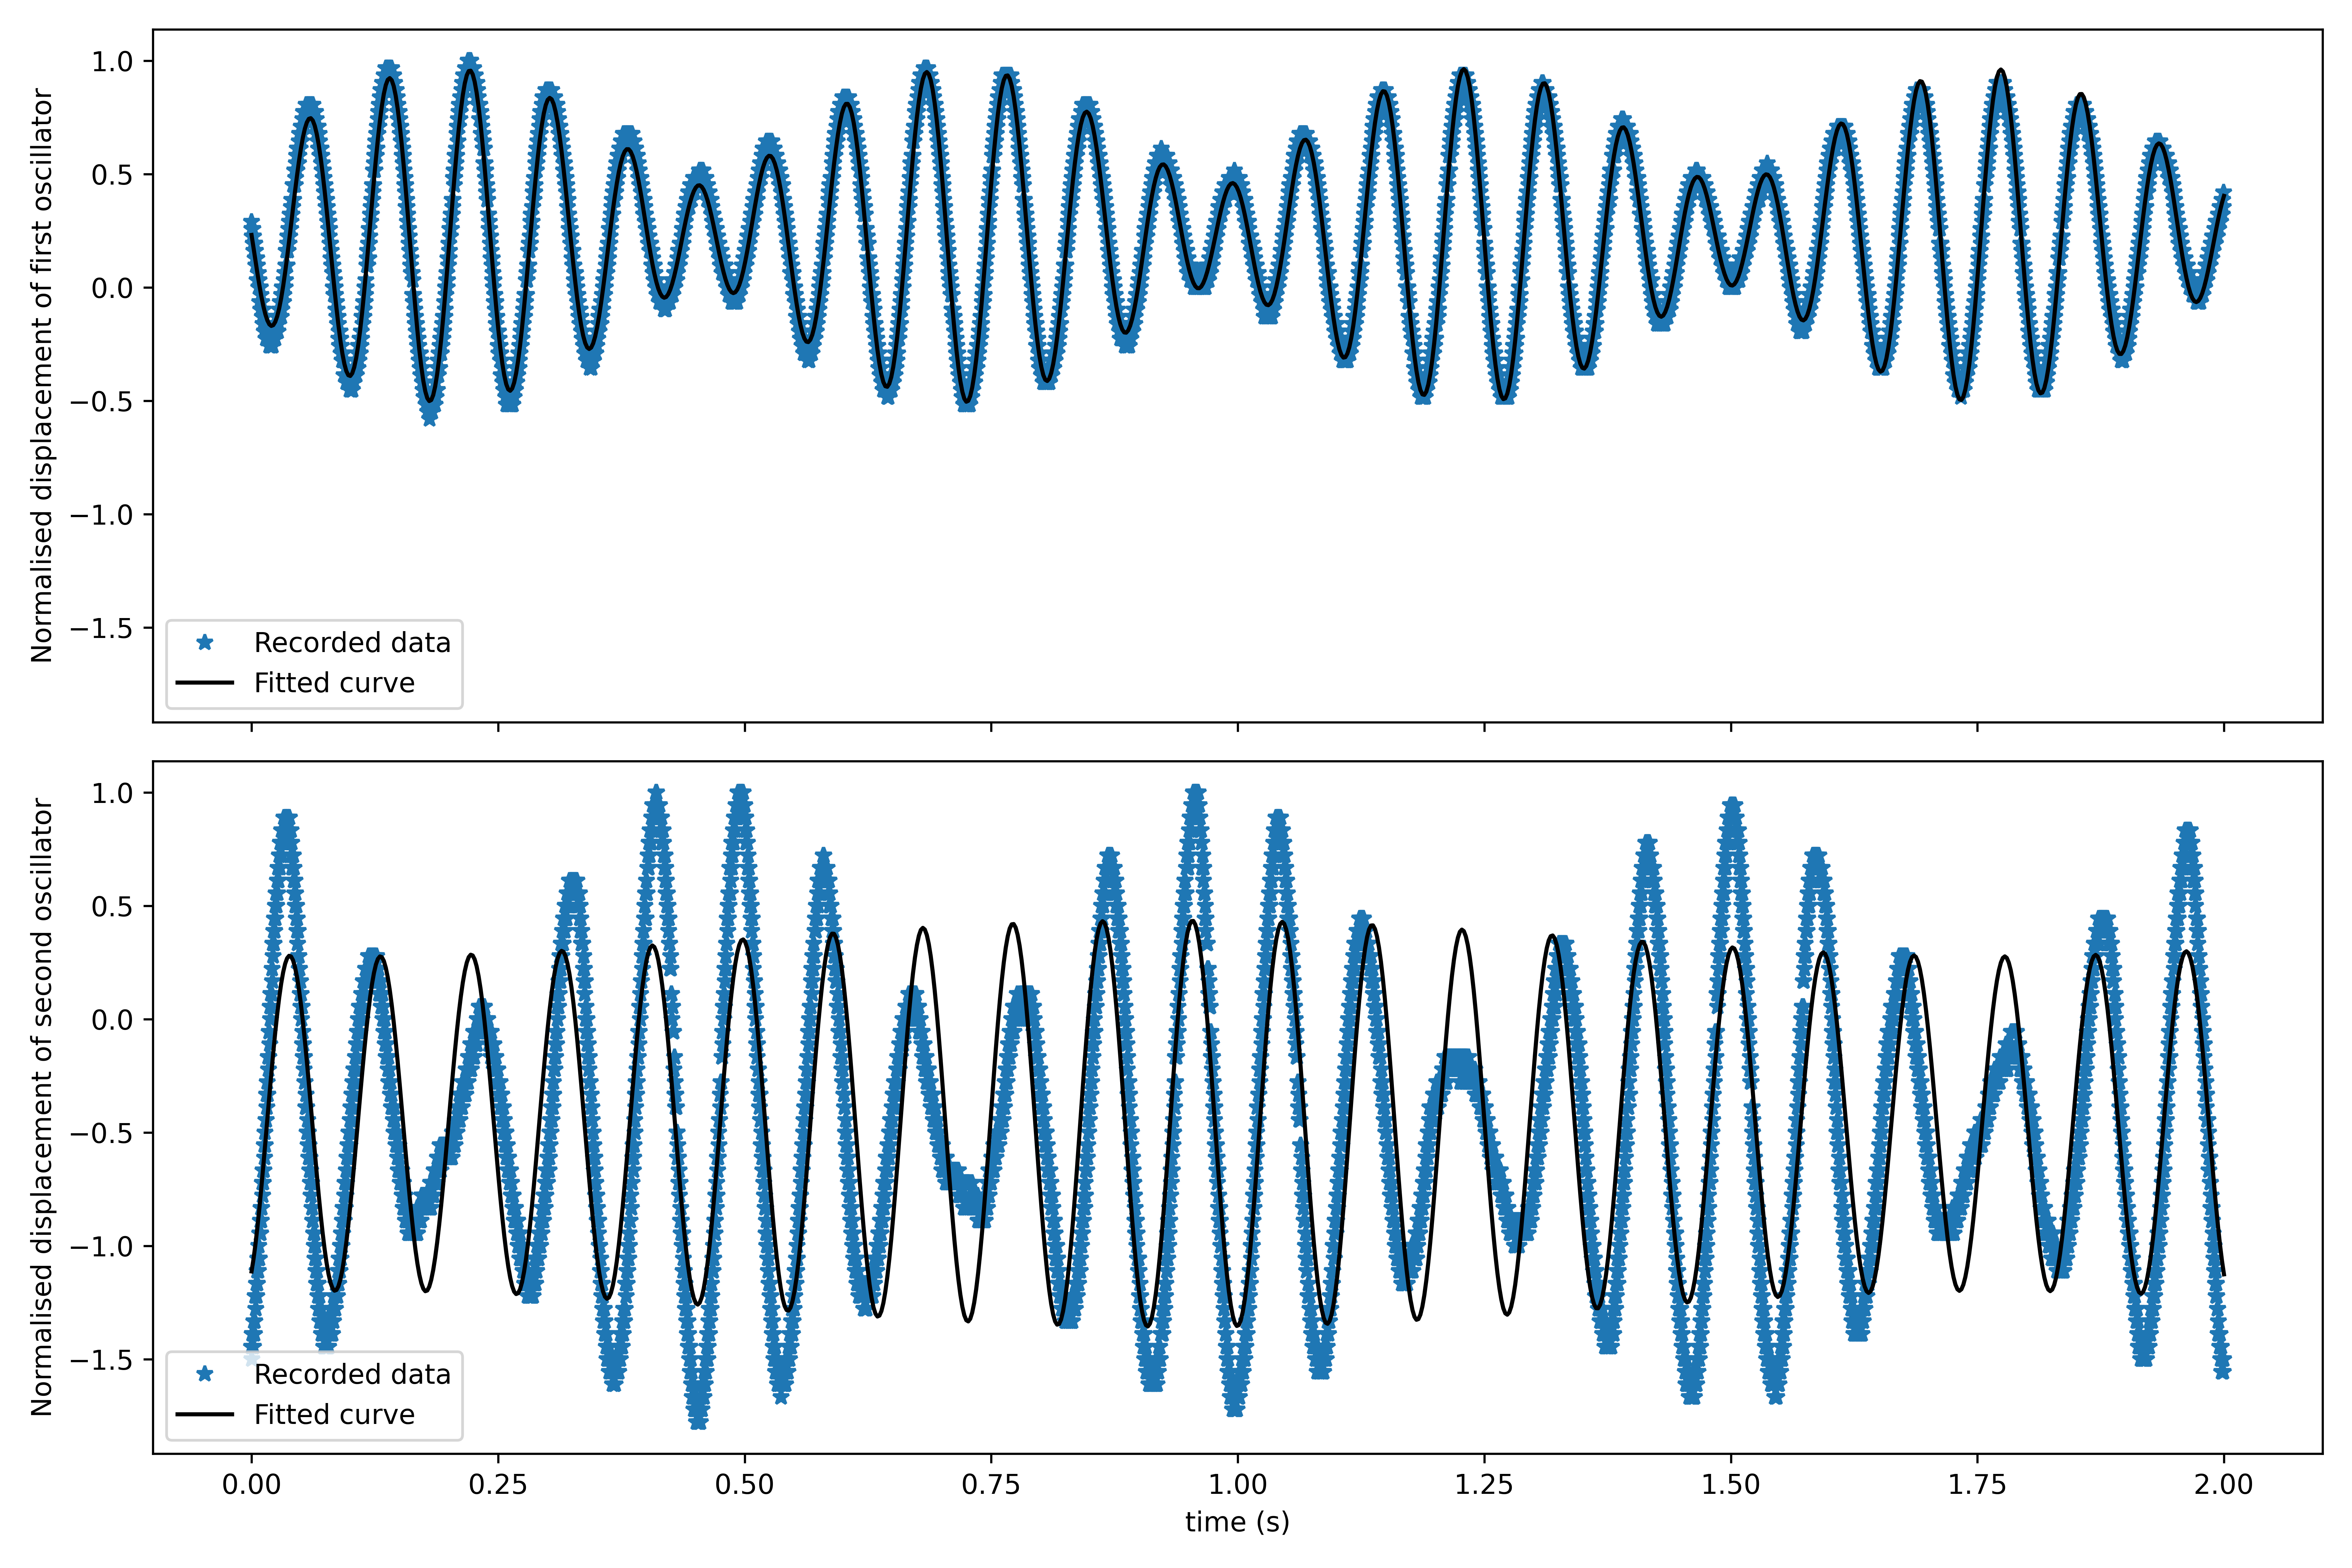 Normalised displacement of first oscillator
1.0
0.5
0.0
−0.5
−1.0
−1.5
Recorded data
Fitted curve
Normalised displacement of second oscillator
1.0
0.5
0.0
−0.5
−1.0
−1.5
Recorded data
Fitted curve
0.00 0.25 0.50 0.75 1.00 1.25 1.50 1.75 2.00
time (s)